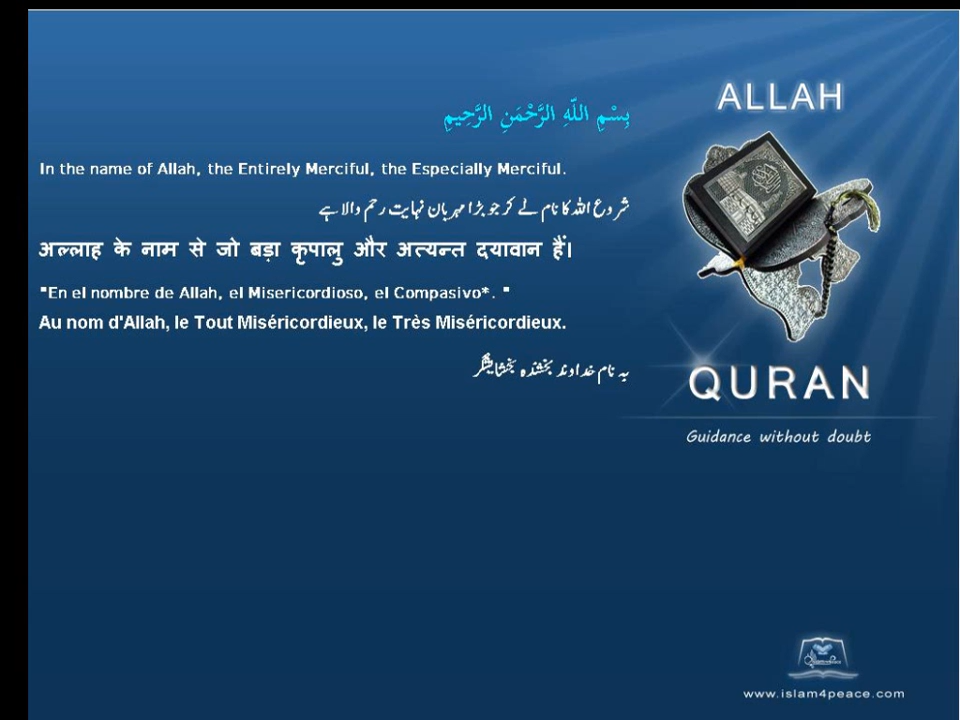 بِسْمِ اللّهِ الرَّحْمَنِ الرَّحِيمِ
In the name of Allah, the Entirely Merciful, the Especially Merciful.
شروع الله کا نام لے کر جو بڑا مہربان نہایت رحم والا ہے
अल्लाह के नाम से जो बड़ा कृपालु और अत्यन्त दयावान हैं।
"En el nombre de Allah, el Misericordioso, el Compasivo*. "
Au nom d'Allah, le Tout Miséricordieux, le Très Miséricordieux.
به نام خداوند بخشنده بخشایشگر
ALLAH
QURAN
Guidance without doubt
www.islam4peace.com